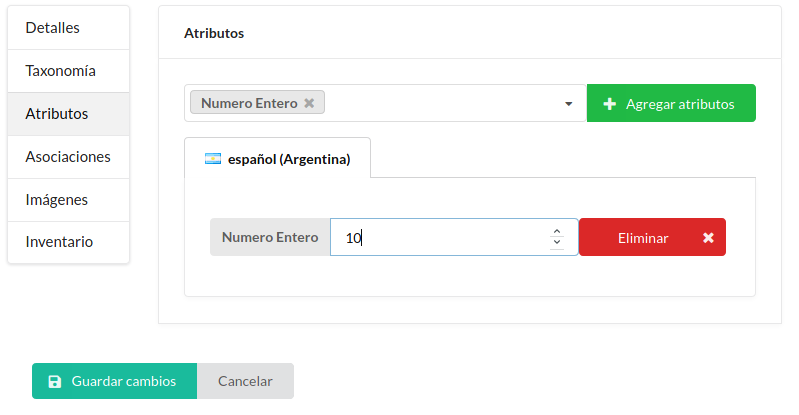 Detalles
Taxonomía
Atributos
Asociaciones
Imágenes
Inventario
Atributos
Numero Entero
Agregar atributos
español (Argentina)
Numero Entero
10
Eliminar
Guardar cambios
Cancelar